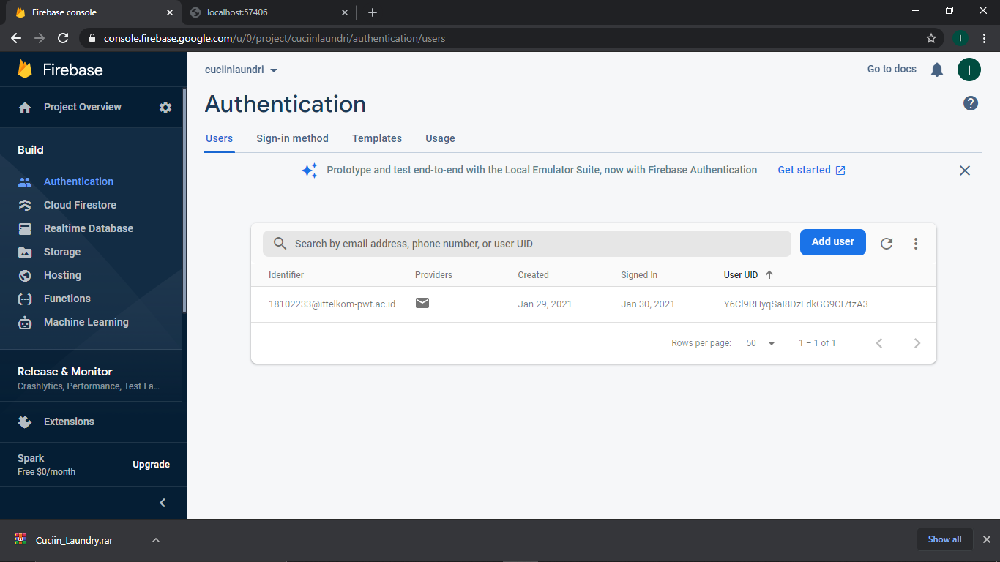 Firebase console
localhost:57406
console.firebase.google.com/u/0/project/cuciinlaundri/authentication/users
I
Firebase
Project Overview
Build
Authentication
Cloud Firestore
Realtime Database
Storage
Hosting
Functions
Machine Learning
Release & Monitor
Crashlytics, Performance, Test La...
Extensions
Spark
Free $0/month
Upgrade
cuciinlaundri
Go to docs
I
Authentication
Users Sign-in method Templates Usage
Prototype and test end-to-end with the Local Emulator Suite, now with Firebase Authentication Get started
Search by email address, phone number, or user UID
Add user
Identifier Providers Created Signed In User UID
18102233@ittelkom-pwt.ac.id Jan 29, 2021 Jan 30, 2021 Y6Cl9RHyqSaI8DzFdkGG9CI7tzA3
Rows per page: 50 1 – 1 of 1
Cuciin_Laundry.rar
Show all